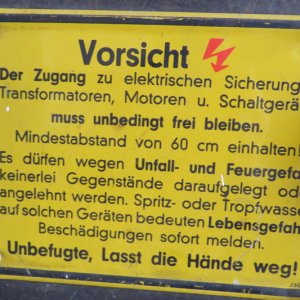 Vorsicht
Der Zugang zu elektrischen Sicherung
Transformatoren, Motoren u. Schaltgerä
muss unbedingt frei bleiben.
Mindestabstand von 60 cm einhalten!
Es dürfen wegen Unfall- und Feuergefa
keinerlei Gegenstände daraufgelegt od
angelehnt werden. Spritz- oder Tropfwasse
auf solchen Geräten bedeuten Lebensgefah
Beschädigungen sofort melden.
Unbefugte, Lasst die Hände weg!